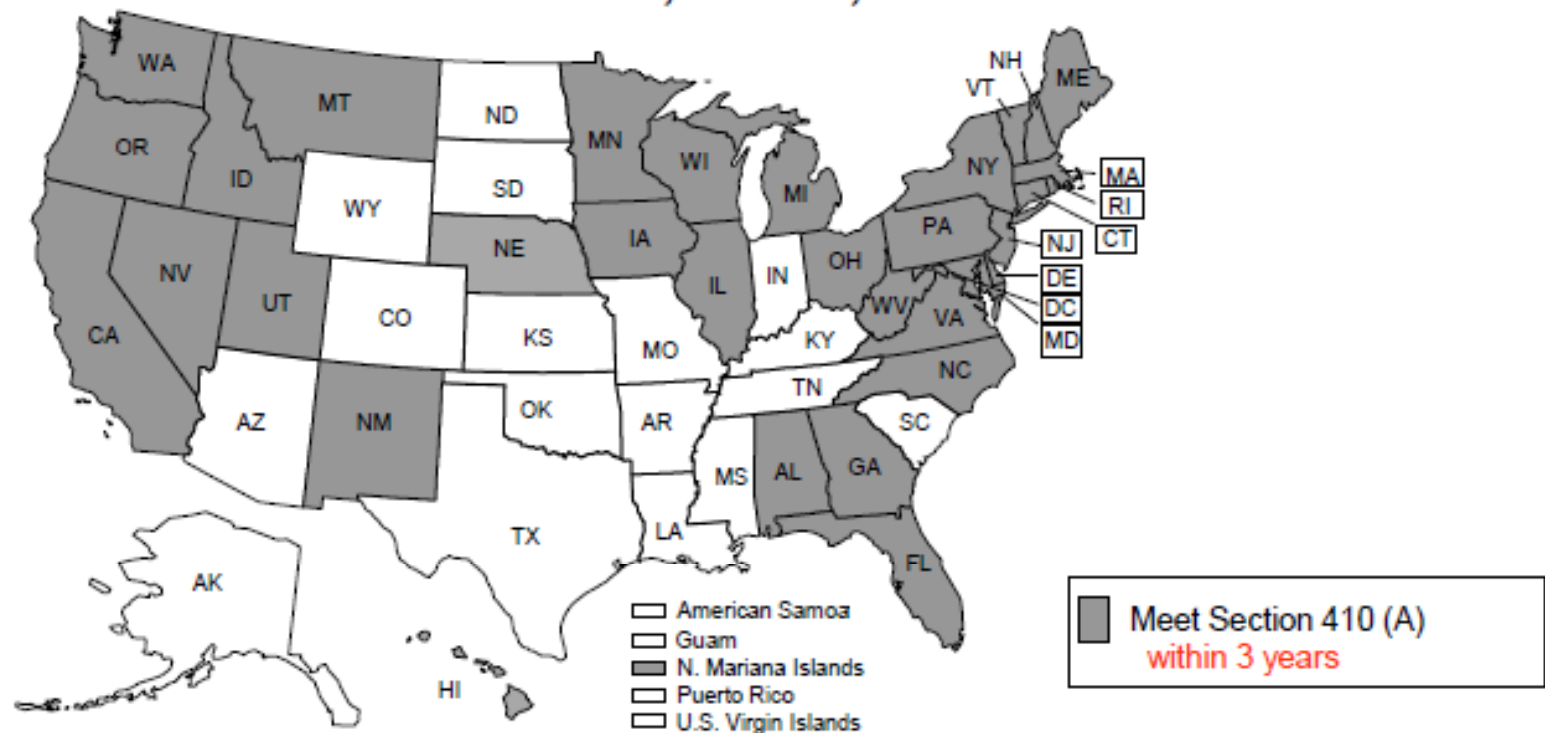 WA
MT
ND
MN
OR
ID
SD
WI
MI
NY
VT
NH
ME
MA
RI
CT
NJ
DE
DC
MD
WY
NE
IA
PA
NV
UT
CO
KS
MO
IL
IN
OH
WV
VA
KY
CA
AZ
NM
OK
AR
TN
NC
SC
MS
AL
GA
TX
LA
FL
AK
HI
American Samoa
Guam
N. Mariana Islands
Puerto Rico
U.S. Virgin Islands
Meet Section 410 (A)
within 3 years